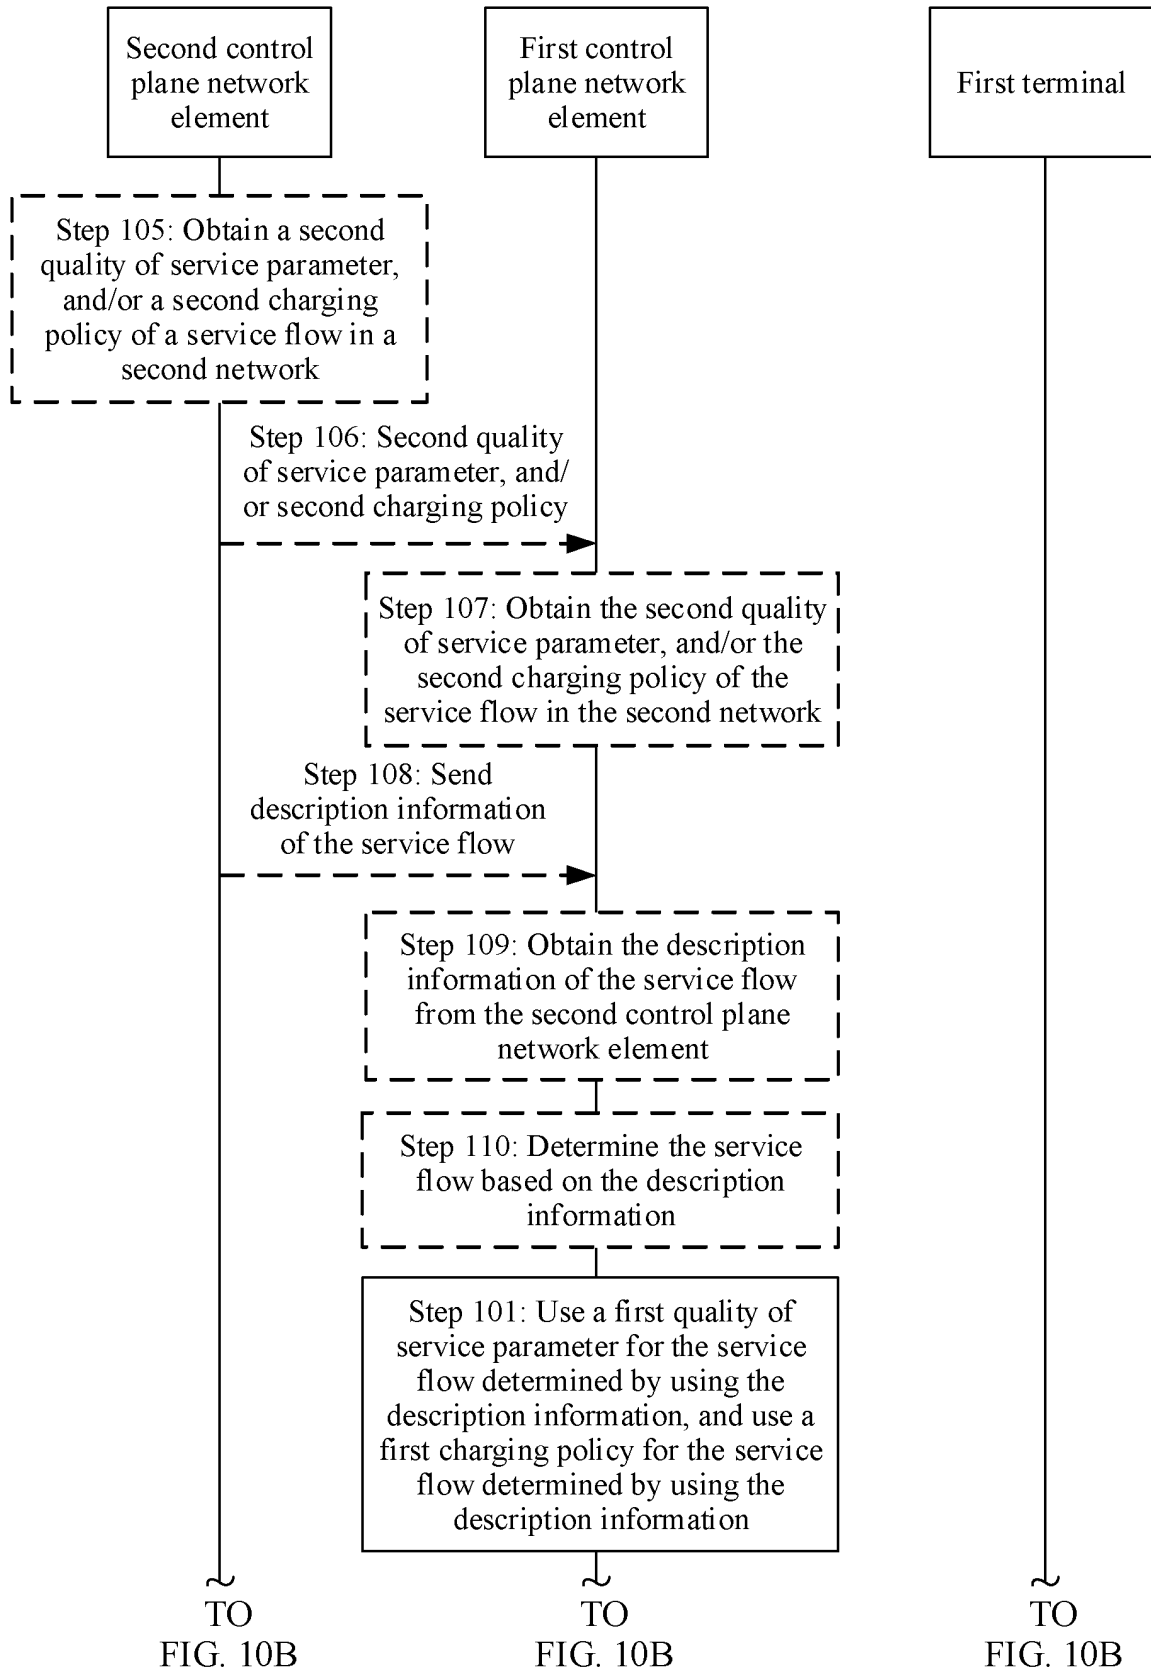 Second control
plane network
element
First control
plane network
element
First terminal
Step 105: Obtain a second
quality of service parameter,
and/or a second charging
policy of a service flow in a
second network
Step 106: Second quality
of service parameter, and/
or second charging policy
Step 107: Obtain the second quality
of service parameter, and/or the
second charging policy of the
service flow in the second network
Step 108: Send
description information
of the service flow
Step 109: Obtain the description
information of the service flow
from the second control plane
network element
Step 110: Determine the service
flow based on the description
information
Step 101: Use a first quality of
service parameter for the service
flow determined by using the
description information, and use a
first charging policy for the service
flow determined by using the
description information
TO
FIG. 10B
TO
FIG. 10B
TO
FIG. 10B